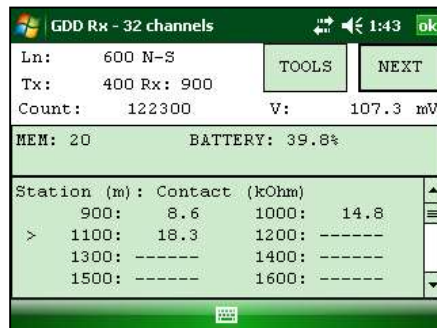 GDD Rx - 32 channels 1:43 ok
Ln: 600 N-S
TOOLS NEXT
Tx: 400 Rx: 900
Count: 122300 V: 107.3 mV
MEM: 20 BATTERY: 39.8%
Station (m): Contact (kOhm)
900: 8.6 1000: 14.8
> 1100: 18.3 1200: ------
1300: ------ 1400: ------
1500: ------ 1600: ------